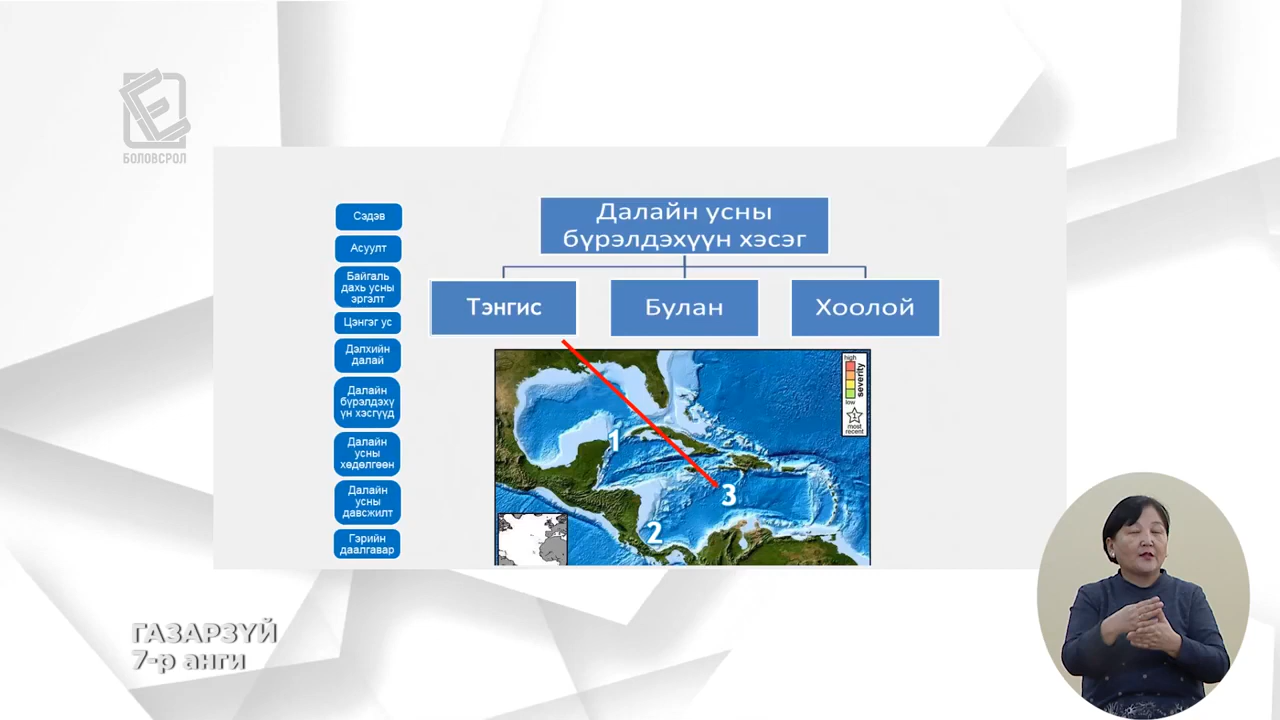 БОЛОВСРОЛ
Далайн усны
бүрэлдэхүүн хэсэг
Тэнгис
Булан
Хоолой
Сэдэв
Асуулт
Байгаль
дахь усны
эргэлт
Цэнгэг ус
Дэлхийн
далай
Далайн
бүрэлдэхү
үн хэсгүүд
Далайн
усны
хөдөлгөөн
Далайн
усны
давсжилт
Гэрийн
даалгавар
high
severity
low
1
most
recent
1
3
2
ГАЗАРЗҮЙ
7-р анги